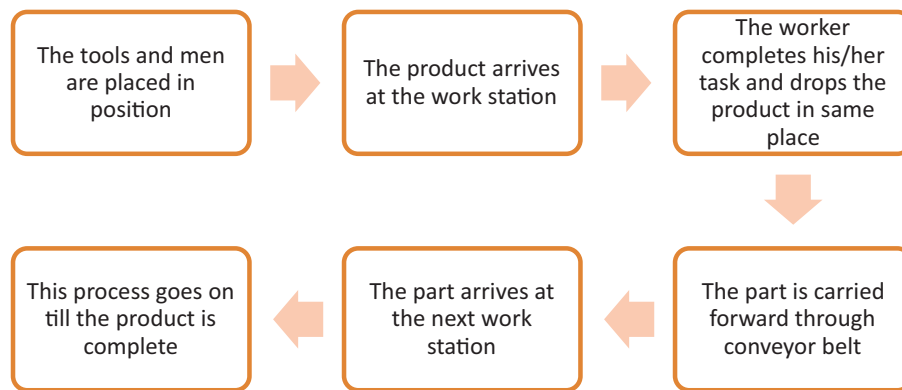 The tools and men
are placed in
position
The product arrives
at the work station
The worker
completes his/her
task and drops the
product in same
place
The part is carried
forward through
conveyor belt
The part arrives at
the next work
station
This process goes on
till the product is
complete